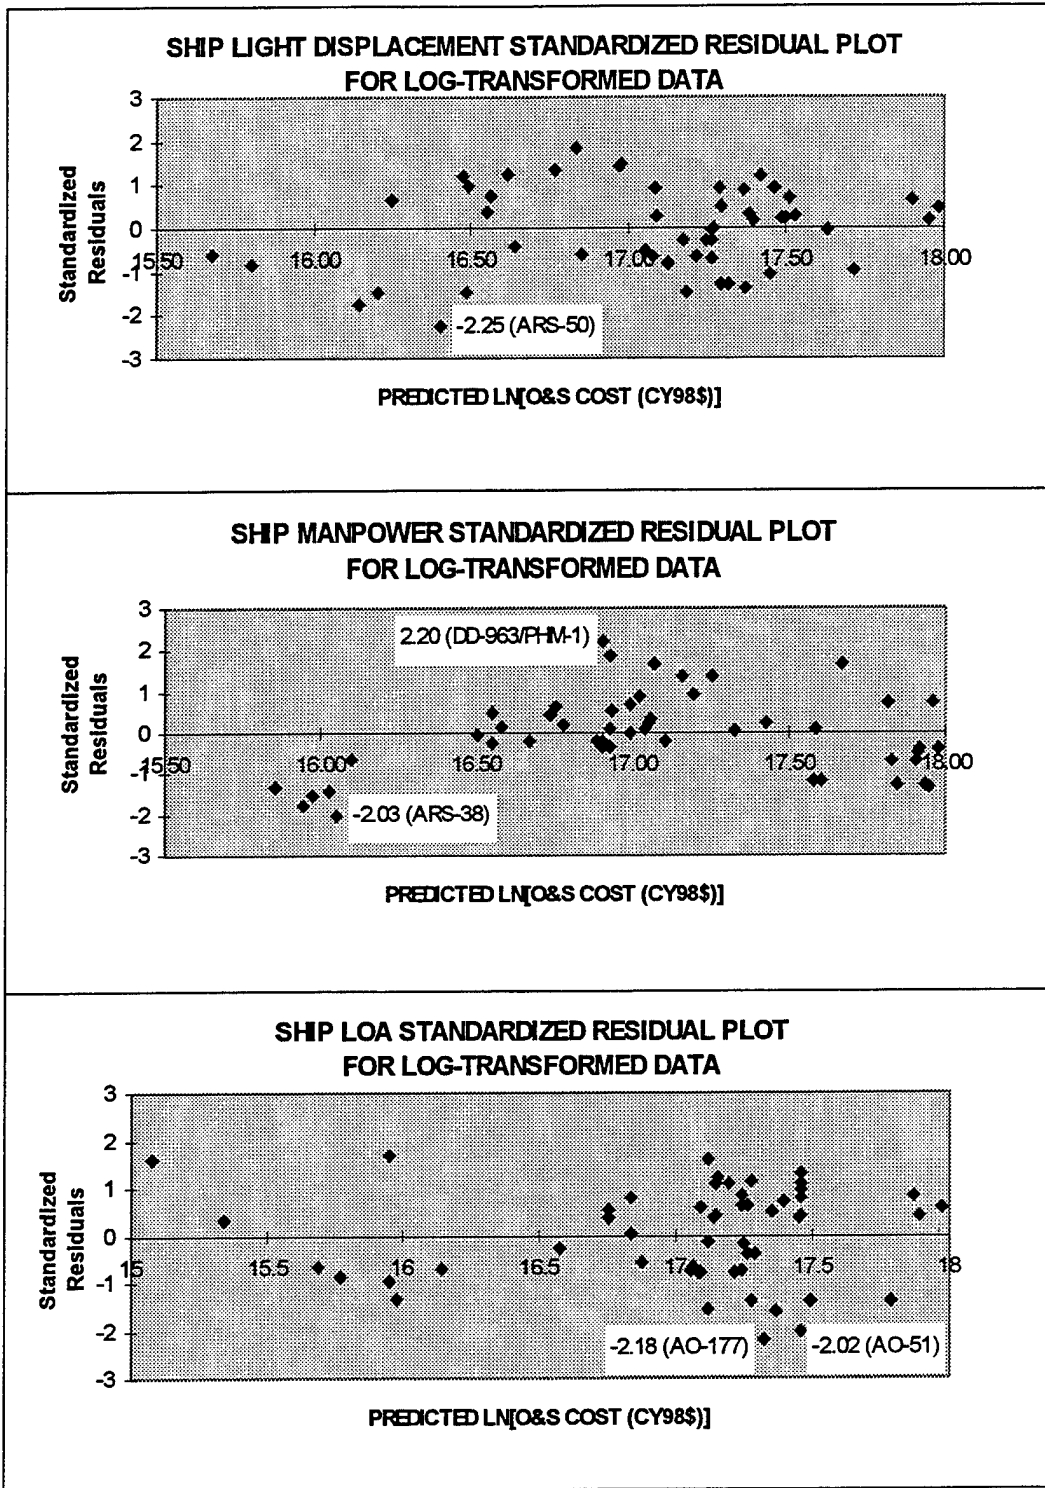 SHIP LIGHT DISPLACEMENT STANDARDIZED RESIDUAL PLOT
FOR LOG-TRANSFORMED DATA
Standardized
Residuals
3
2
1
0
-1
-2
-3
15.50 16.00 16.50 17.00 17.50 18.00
-2.25 (ARS-50)
PREDICTED LN[O&S COST (CY98$)]
SHIP MANPOWER STANDARDIZED RESIDUAL PLOT
FOR LOG-TRANSFORMED DATA
Standardized
Residuals
3
2
1
0
-1
-2
-3
2.20 (DD-963/PHM-1)
15.50 16.00 16.50 17.00 17.50 18.00
-2.03 (ARS-38)
PREDICTED LN[O&S COST (CY98$)]
SHIP LOA STANDARDIZED RESIDUAL PLOT
FOR LOG-TRANSFORMED DATA
Standardized
Residuals
3
2
1
0
-1
-2
-3
15 15.5 16 16.5 17 17.5 18
-2.18 (AO-177) -2.02 (AO-51)
PREDICTED LN[O&S COST (CY98$)]